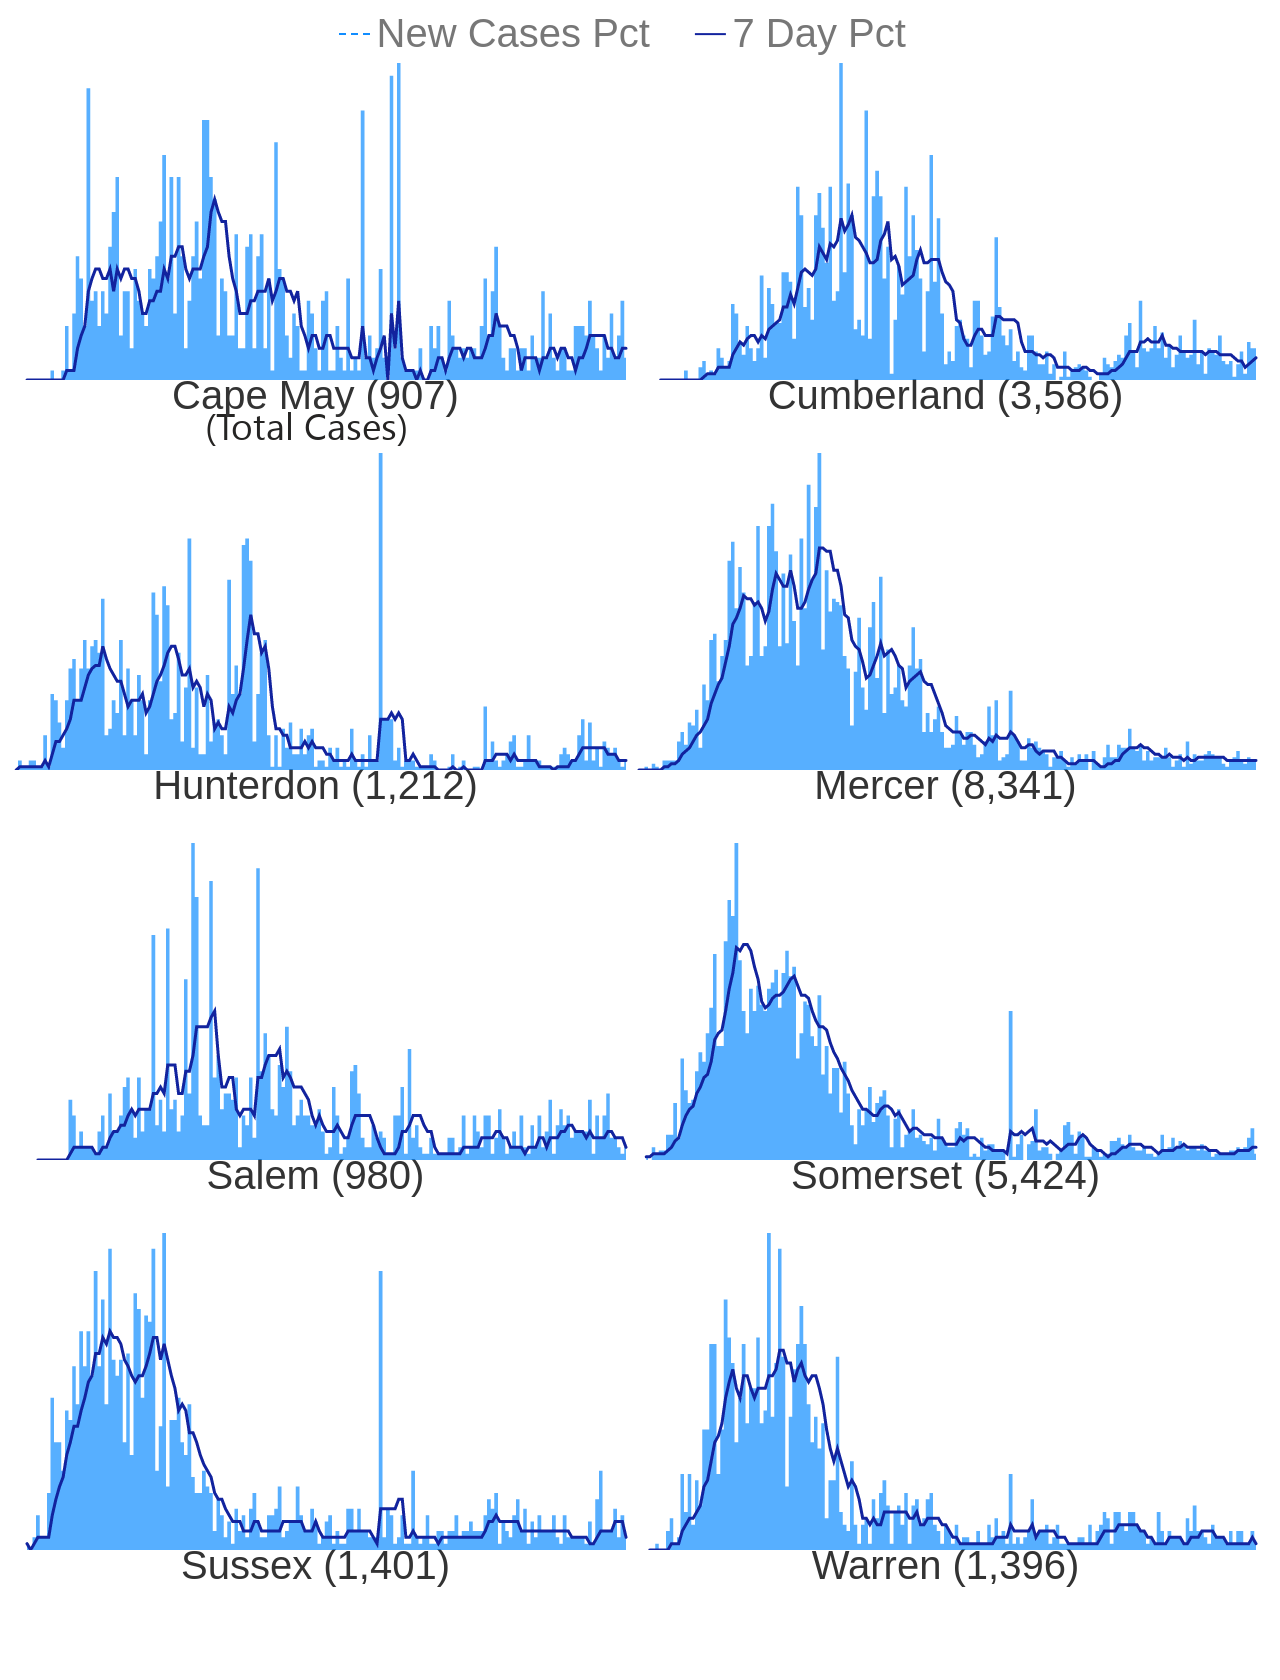 New Cases Pct 7 Day Pct
Cape May (907) Cumberland (3,586)
(Total Cases)
Hunterdon (1,212) Mercer (8,341)
Salem (980) Somerset (5,424)
Sussex (1,401) Warren (1,396)